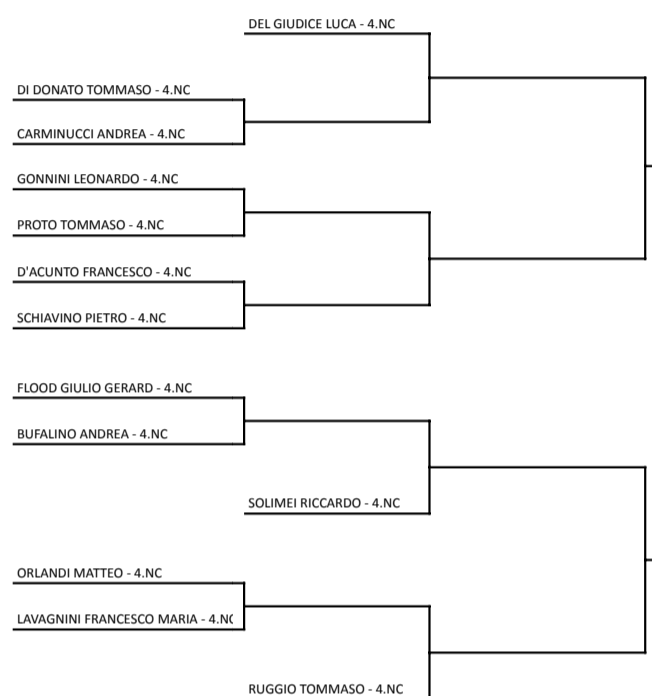 DEL GIUDICE LUCA - 4.NC
DI DONATO TOMMASO - 4.NC
CARMINUCCI ANDREA - 4.NC
GONNINI LEONARDO - 4.NC
PROTO TOMMASO - 4.NC
D'ACUNTO FRANCESCO - 4.NC
SCHIAVINO PIETRO - 4.NC
FLOOD GIULIO GERARD - 4.NC
BUFALINO ANDREA - 4.NC
SOLIMEI RICCARDO - 4.NC
ORLANDI MATTEO - 4.NC
LAVAGNINI FRANCESCO MARIA - 4.NC
RUGGIO TOMMASO - 4.NC